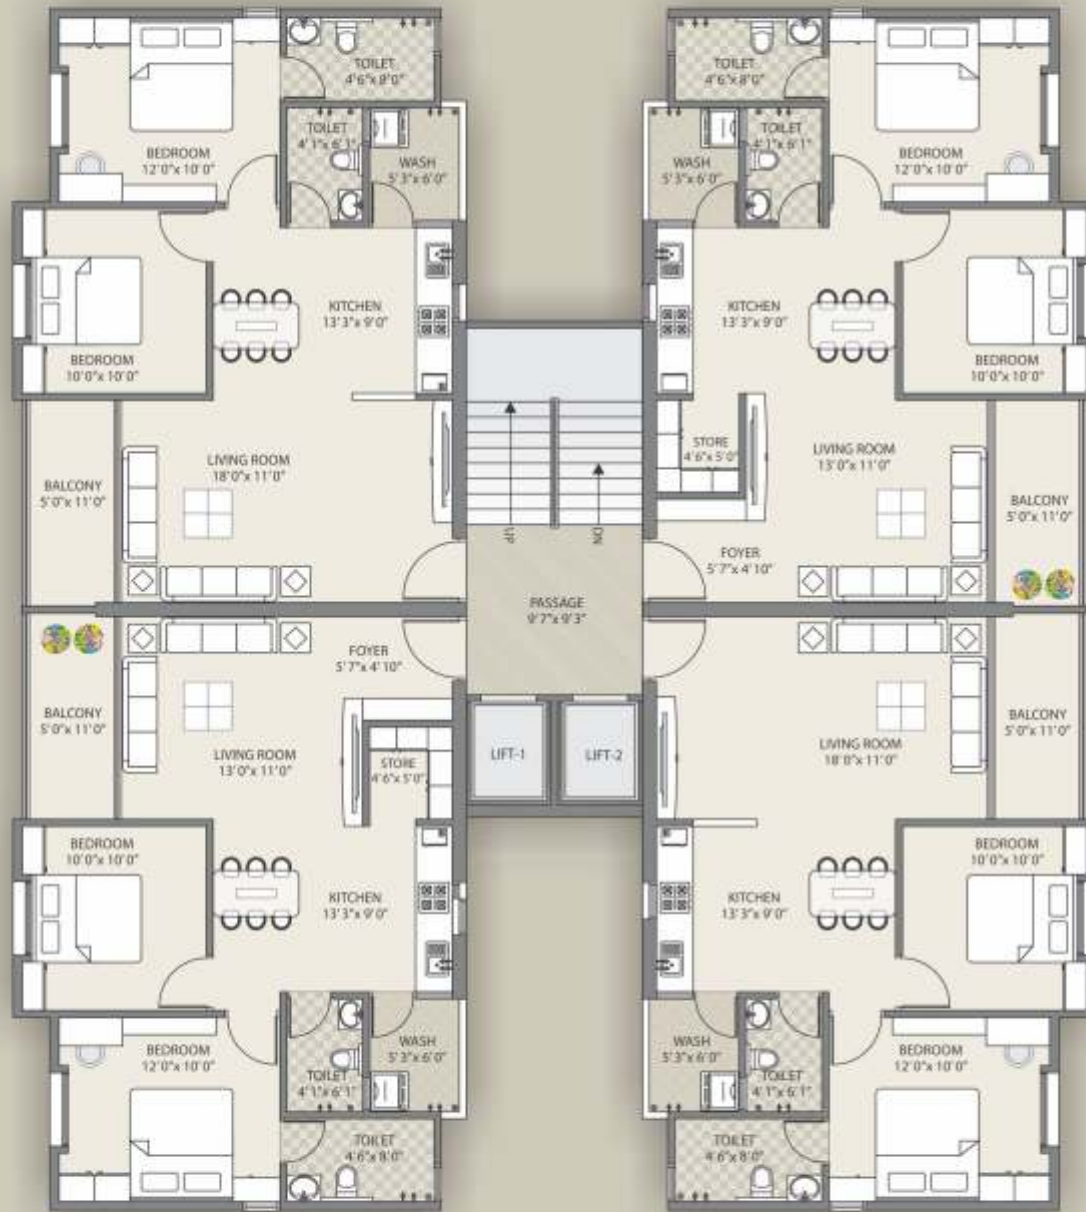 TOILET
4'6"x 8'0"
TOILET
4'1"x 6'1"
WASH
5'3"x 6'0"
BEDROOM
12'0"x 10'0"
KITCHEN
13'3"x 9'0"
BEDROOM
10'0"x 10'0"
LIVING ROOM
18'0"x 11'0"
BALCONY
5'0"x 11'0"
TOILET
4'6"x 8'0"
WASH
5'3"x 6'0"
TOILET
4'1"x 6'1"
BEDROOM
12'0"x 10'0"
KITCHEN
13'3"x 9'0"
BEDROOM
10'0"x 10'0"
STORE
4'6"x 5'0"
LIVING ROOM
13'0"x 11'0"
BALCONY
5'0"x 11'0"
FOYER
5'7"x 4'10"
UP
DN
PASSAGE
9'7"x 9'3"
LIFT-1
LIFT-2
FOYER
5'7"x 4'10"
BALCONY
5'0"x 11'0"
LIVING ROOM
13'0"x 11'0"
STORE
4'6"x 5'0"
BEDROOM
10'0"x 10'0"
KITCHEN
13'3"x 9'0"
BEDROOM
12'0"x 10'0"
TOILET
4'1"x 6'1"
WASH
5'3"x 6'0"
TOILET
4'6"x 8'0"
BALCONY
5'0"x 11'0"
LIVING ROOM
18'0"x 11'0"
BEDROOM
10'0"x 10'0"
KITCHEN
13'3"x 9'0"
WASH
5'3"x 6'0"
TOILET
4'1"x 6'1"
BEDROOM
12'0"x 10'0"
TOILET
4'6"x 8'0"